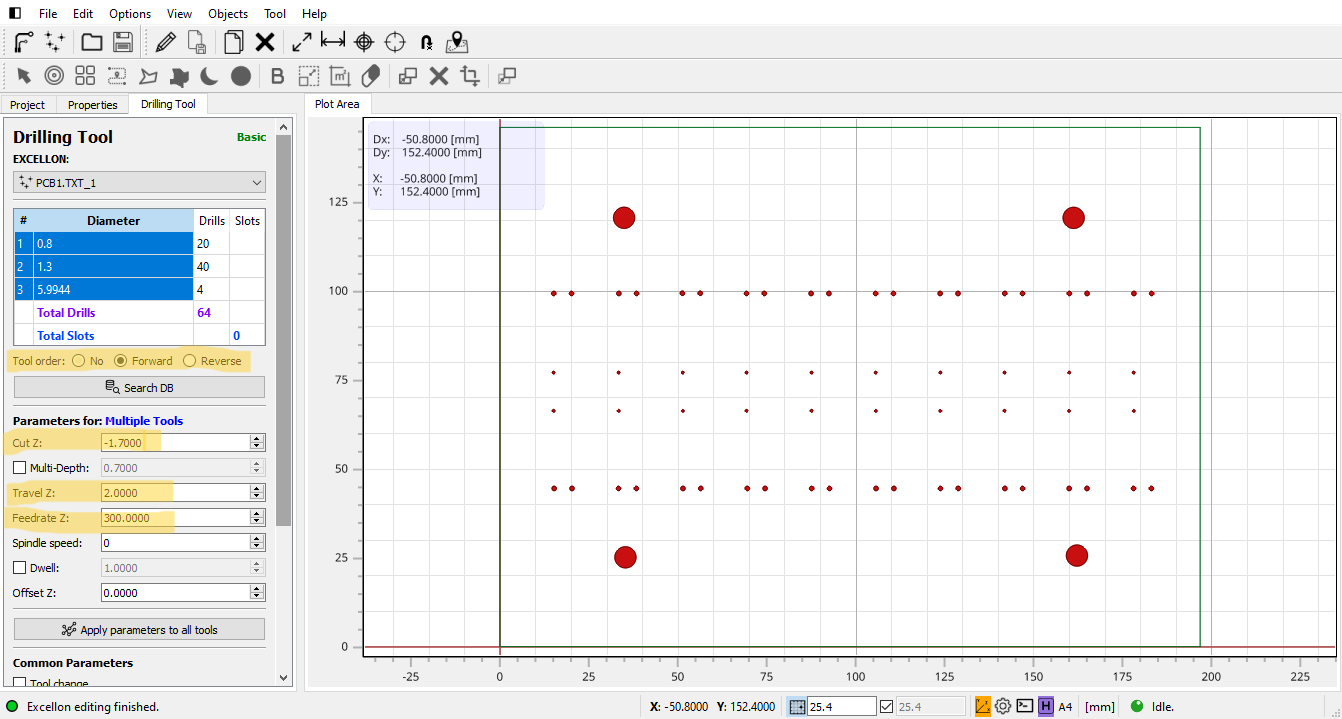 File Edit Options View Objects Tool Help
B
Project Properties Drilling Tool
Plot Area
Drilling Tool Basic
EXCELLON:
PCB1.TXT_1
# Diameter Drills Slots
1 0.8 20
2 1.3 40
3 5.9944 4
Total Drills 64
Total Slots 0
Tool order: No Forward Reverse
Search DB
Parameters for: Multiple Tools
Cut Z: -1.7000
Multi-Depth: 0.7000
Travel Z: 2.0000
Feedrate Z: 300.0000
Spindle speed: 0
Dwell: 1.0000
Offset Z: 0.0000
Apply parameters to all tools
Common Parameters
Tool change
Dx: -50.8000 [mm]
Dy: 152.4000 [mm]
X: -50.8000 [mm]
Y: 152.4000 [mm]
125
100
75
50
25
0
-25 0 25 50 75 100 125 150 175 200 225
Excellon editing finished.
X: -50.8000 Y: 152.4000 25.4 25.4 H A4 [mm] Idle.